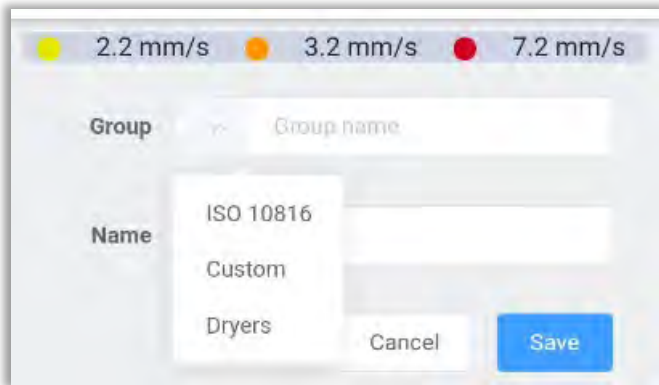 2.2 mm/s 3.2 mm/s 7.2 mm/s
Group Group name
ISO 10816
Name
Custom
Dryers
Cancel Save